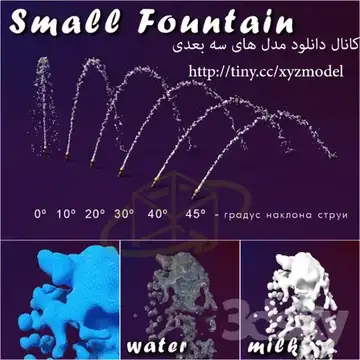 Small Fountain
کانال دانلود مدل های سه بعدی
http://tiny.cc/xyzmodel
0° 10° 20° 30° 40° 45° - градус наклона струи
water
milk